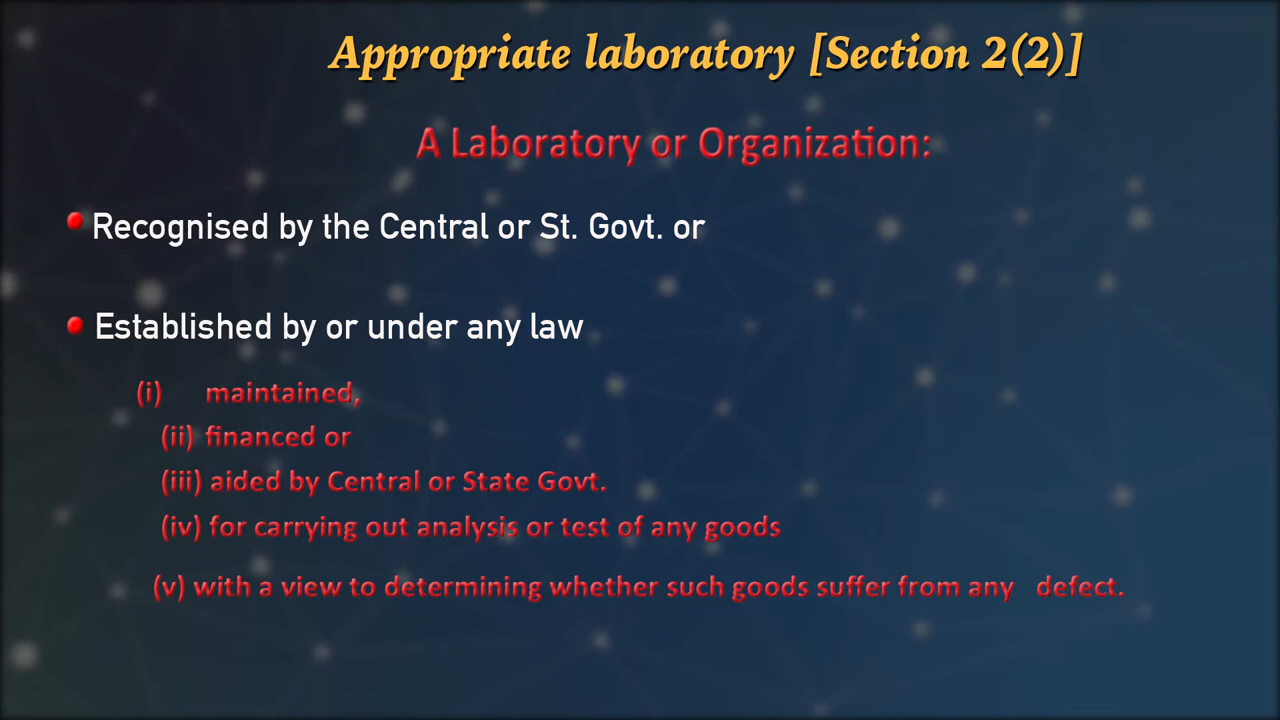 Appropriate laboratory [Section 2(2)]
A Laboratory or Organization:
Recognised by the Central or St. Govt. or
Established by or under any law
(i) maintained,
(ii) financed or
(iii) aided by Central or State Govt.
(iv) for carrying out analysis or test of any goods
(v) with a view to determining whether such goods suffer from any defect.